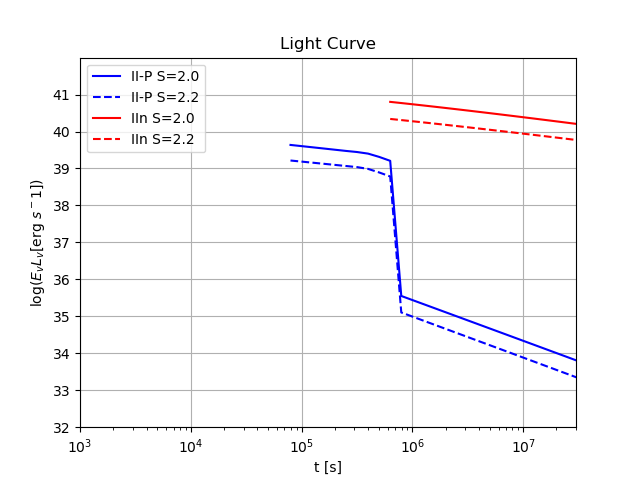 Light Curve
II-P S=2.0
II-P S=2.2
IIn S=2.0
IIn S=2.2
log(EνLν[erg s⁻1])
41
40
39
38
37
36
35
34
33
32
10³ 10⁴ 10⁵ 10⁶ 10⁷
t [s]